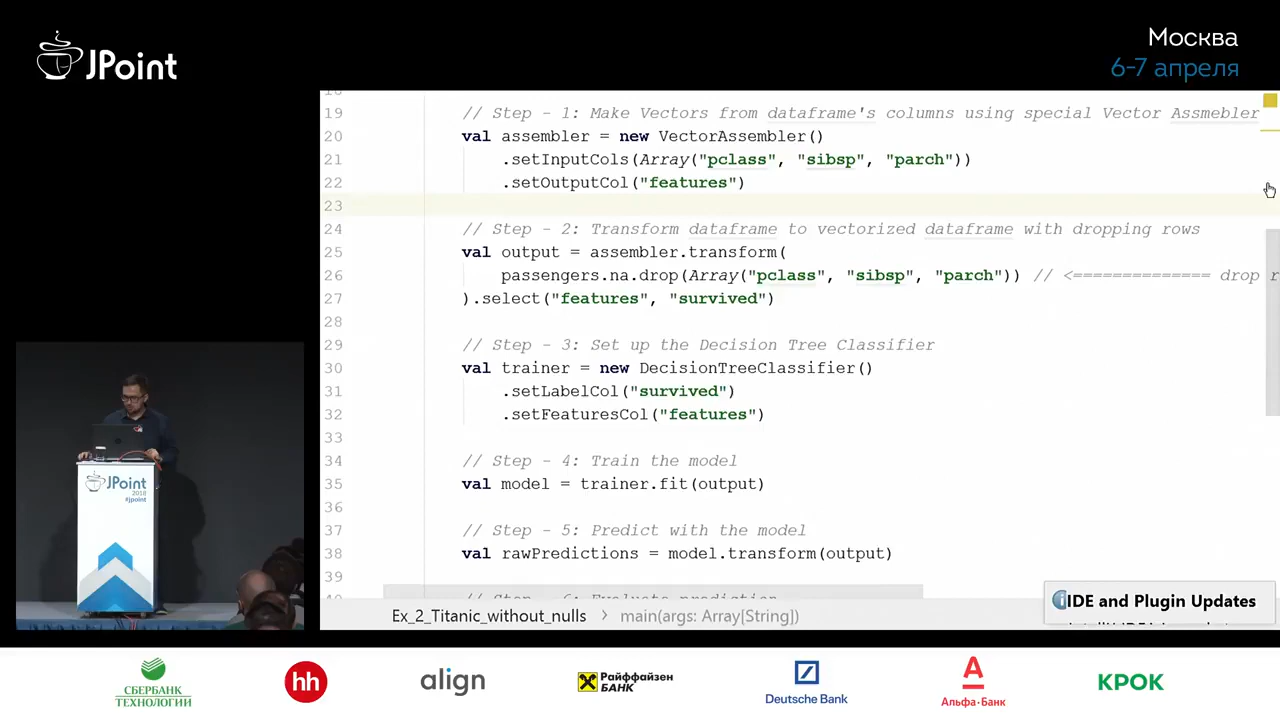 JPoint
Москва
6-7 апреля
19 // Step - 1: Make Vectors from dataframe's columns using special Vector Assmebler
20 val assembler = new VectorAssembler()
21 .setInputCols(Array("pclass", "sibsp", "parch"))
22 .setOutputCol("features")
23
24 // Step - 2: Transform dataframe to vectorized dataframe with dropping rows
25 val output = assembler.transform(
26 passengers.na.drop(Array("pclass", "sibsp", "parch")) // <============== drop r
27 ).select("features", "survived")
28
29 // Step - 3: Set up the Decision Tree Classifier
30 val trainer = new DecisionTreeClassifier()
31 .setLabelCol("survived")
32 .setFeaturesCol("features")
33
34 // Step - 4: Train the model
35 val model = trainer.fit(output)
36
37 // Step - 5: Predict with the model
38 val rawPredictions = model.transform(output)
39
Ex_2_Titanic_without_nulls > main(args: Array[String])
IDE and Plugin Updates
JPoint
2018
#jpoint
СБЕРБАНК
ТЕХНОЛОГИИ
hh
align
Райффайзен
БАНК
Deutsche Bank
Альфа·Банк
КРОК